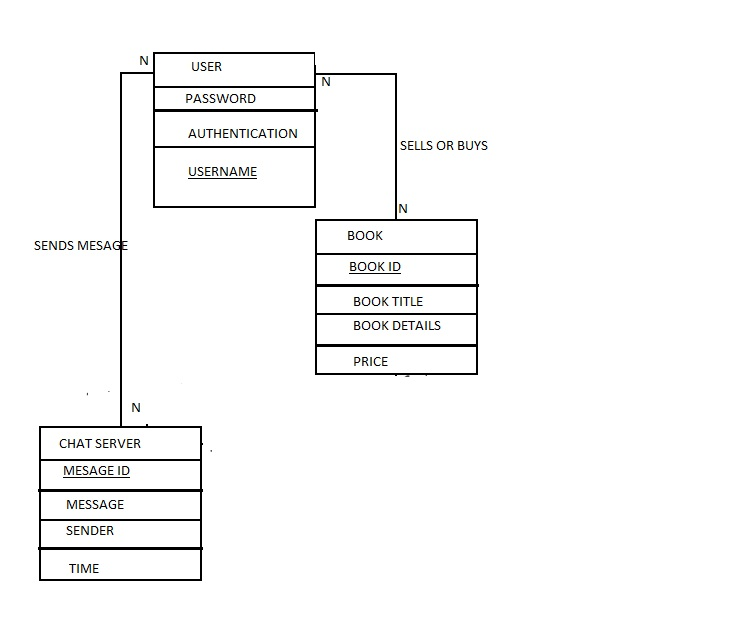 N
USER
N
PASSWORD
AUTHENTICATION
USERNAME
SELLS OR BUYS
N
BOOK
BOOK ID
BOOK TITLE
BOOK DETAILS
PRICE
SENDS MESAGE
N
CHAT SERVER
MESAGE ID
MESSAGE
SENDER
TIME